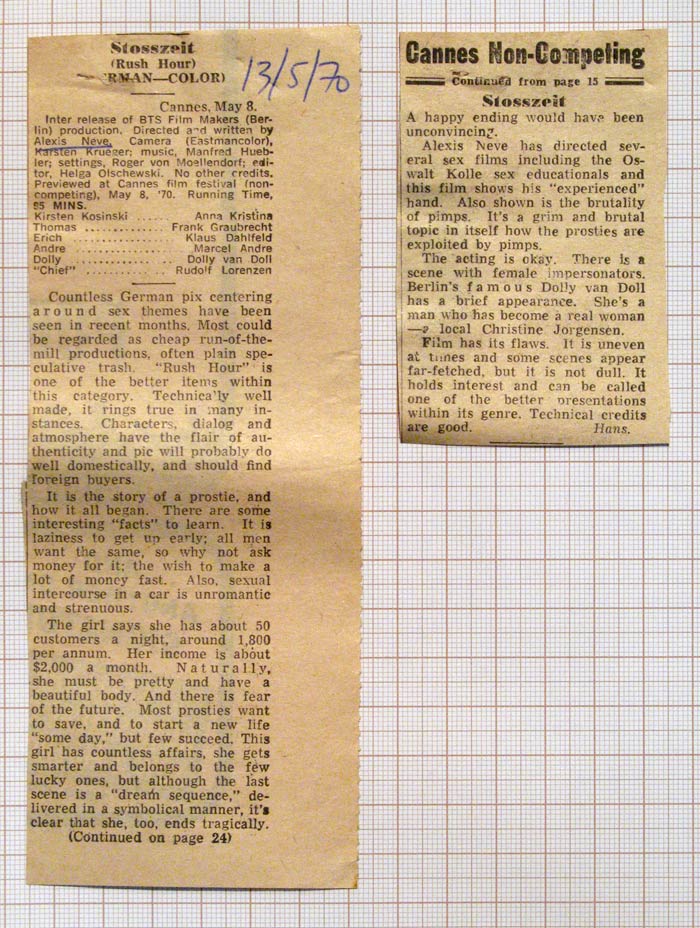 Stosszeit
(Rush Hour)
RMAN—COLOR)
13/5/70
Cannes, May 8.
Inter release of BTS Film Makers (Ber-
lin) production. Directed and written by
Alexis Neve, Camera (Eastmancolor),
Karsten Krueger; music, Manfred Hueb-
ler; settings, Roger von Moellendorf; edi-
tor, Helga Olschewski. No other credits.
Previewed at Cannes film festival (non-
competing), May 8, '70. Running Time,
85 MINS.
Kirsten Kosinski ...... Anna Kristina
Thomas .............. Frank Graubrecht
Erich .................. Klaus Dahlfeld
Andre .................. Marcel Andre
Dolly .................. Dolly van Doll
"Chief" .......... Rudolf Lorenzen
Countless German pix centering
around sex themes have been
seen in recent months. Most could
be regarded as cheap run-of-the-
mill productions, often plain spe-
culative trash. "Rush Hour" is
one of the better items within
this category. Technically well
made, it rings true in many in-
stances. Characters, dialog and
atmosphere have the flair of au-
thenticity and pic will probably do
well domestically, and should find
foreign buyers.
It is the story of a prostie, and
how it all began. There are some
interesting "facts" to learn. It is
laziness to get up early; all men
want the same, so why not ask
money for it; the wish to make a
lot of money fast. Also, sexual
intercourse in a car is unromantic
and strenuous.
The girl says she has about 50
customers a night, around 1,800
per annum. Her income is about
$2,000 a month. Naturally,
she must be pretty and have a
beautiful body. And there is fear
of the future. Most prosties want
to save, and to start a new life
"some day," but few succeed. This
girl has countless affairs, she gets
smarter and belongs to the few
lucky ones, but although the last
scene is a "dream sequence," de-
livered in a symbolical manner, it's
clear that she, too, ends tragically.
(Continued on page 24)
Cannes Non-Competing
Continued from page 15
Stosszeit
A happy ending would have been
unconvincing.
Alexis Neve has directed sev-
eral sex films including the Os-
walt Kolle sex educationals and
this film shows his "experienced"
hand. Also shown is the brutality
of pimps. It's a grim and brutal
topic in itself how the prosties are
exploited by pimps.
The acting is okay. There is a
scene with female impersonators.
Berlin's famous Dolly van Doll
has a brief appearance. She's a
man who has become a real woman
—a local Christine Jorgensen.
Film has its flaws. It is uneven
at times and some scenes appear
far-fetched, but it is not dull. It
holds interest and can be called
one of the better presentations
within its genre. Technical credits
are good. Hans.